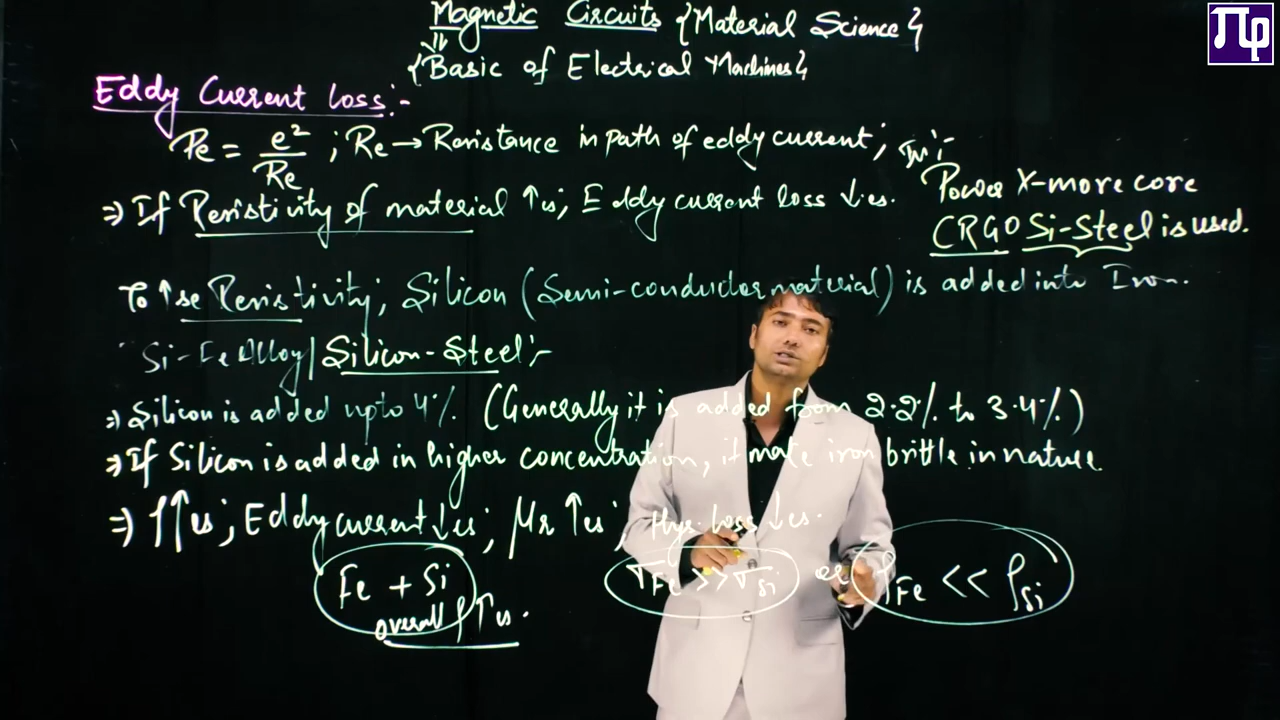 Magnetic Circuits {Material Science}
⇓
{Basic of Electrical Machines}
Πφ
Eddy Current Loss:-
Pe = e²/Re ; Re → Resistance in path of eddy current;
⇒ If Resistivity of material ↑es; Eddy current loss ↓es.
Power X-more core
CRGO Si-Steel is used.
To ↑se Resistivity; Silicon (Semi-conductor material) is added into Iron.
Si-Fe Alloy/Silicon-Steel:-
⇒ Silicon is added upto 4%. (Generally it is added from 2.2% to 3.4%)
⇒ If Silicon is added in higher concentration, it make iron brittle in nature.
⇒ ρ↑es; Eddy current ↓es; μr ↑es; Hys. loss ↓es.
Fe + Si
overall ρ↑es.
σFe >> σSi or ρFe << ρSi